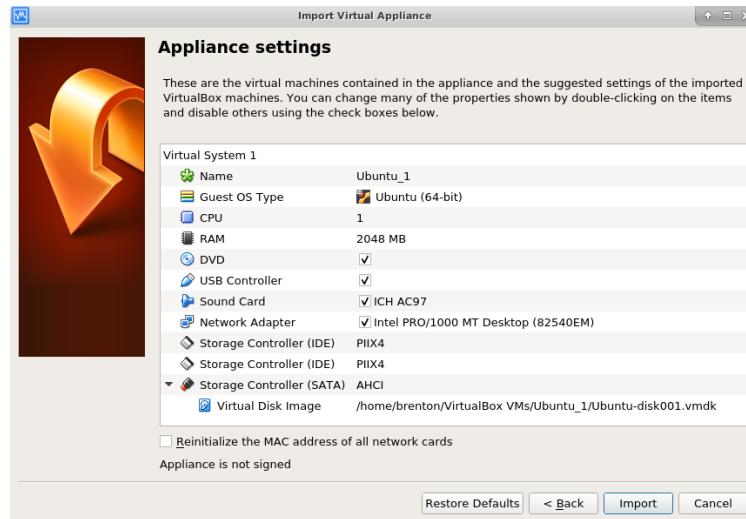 Import Virtual Appliance
Appliance settings
These are the virtual machines contained in the appliance and the suggested settings of the imported
VirtualBox machines. You can change many of the properties shown by double-clicking on the items
and disable others using the check boxes below.
Virtual System 1
Name Ubuntu_1
Guest OS Type Ubuntu (64-bit)
CPU 1
RAM 2048 MB
DVD
USB Controller
Sound Card ICH AC97
Network Adapter Intel PRO/1000 MT Desktop (82540EM)
Storage Controller (IDE) PIIX4
Storage Controller (IDE) PIIX4
Storage Controller (SATA) AHCI
Virtual Disk Image /home/brenton/VirtualBox VMs/Ubuntu_1/Ubuntu-disk001.vmdk
Reinitialize the MAC address of all network cards
Appliance is not signed
Restore Defaults < Back Import Cancel